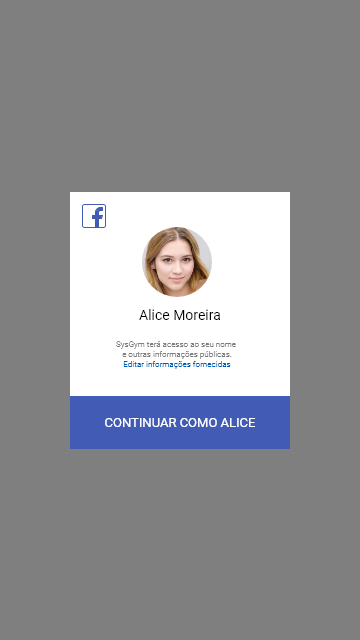 Alice Moreira
SysGym terá acesso ao seu nome
e outras informações públicas.
Editar informações fornecidas
CONTINUAR COMO ALICE